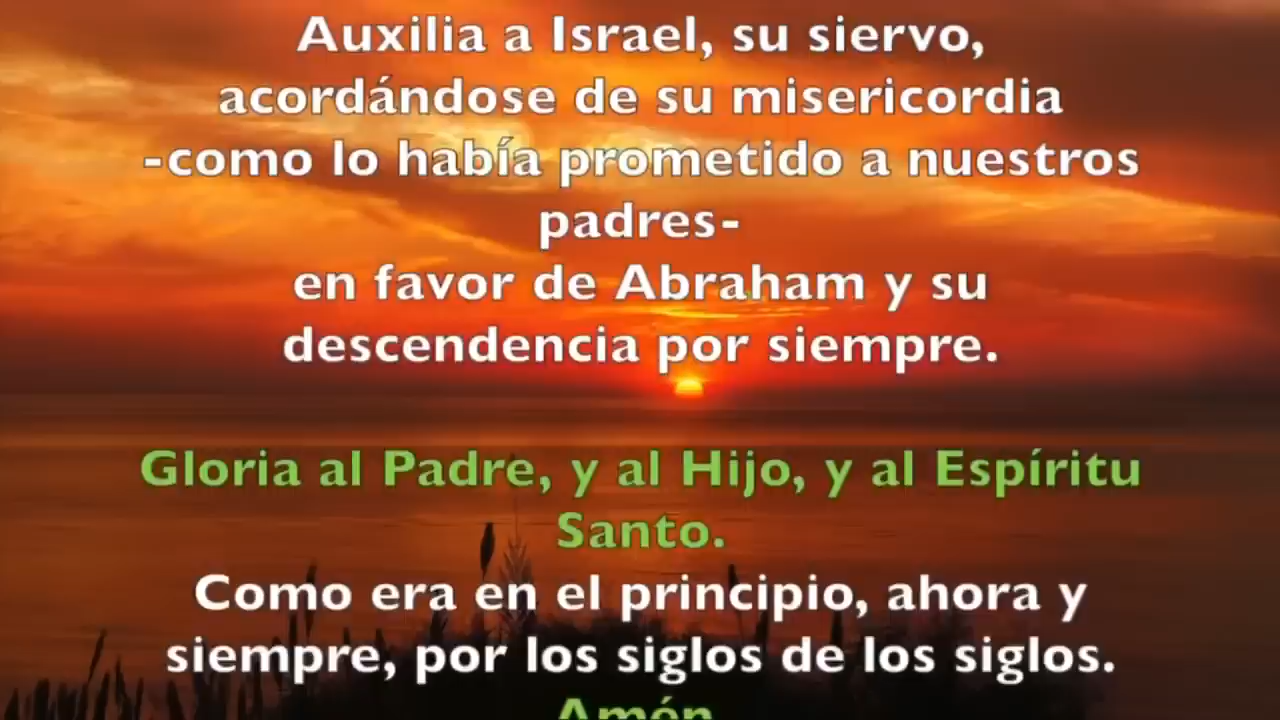 Auxilia a Israel, su siervo,
acordándose de su misericordia
-como lo había prometido a nuestros
padres-
en favor de Abraham y su
descendencia por siempre.
Gloria al Padre, y al Hijo, y al Espíritu
Santo.
Como era en el principio, ahora y
siempre, por los siglos de los siglos.
Amén